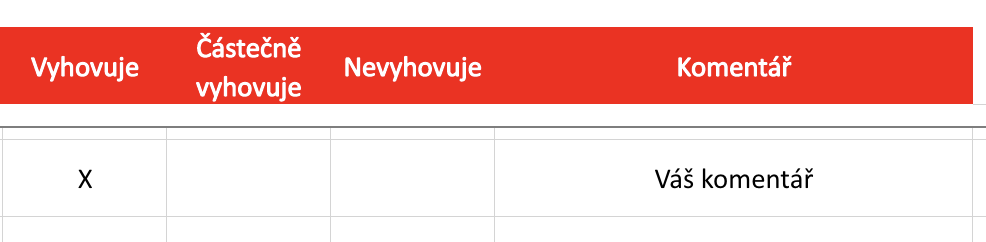 Vyhovuje
Částečně
vyhovuje
Nevyhovuje
Komentář
X
Váš komentář